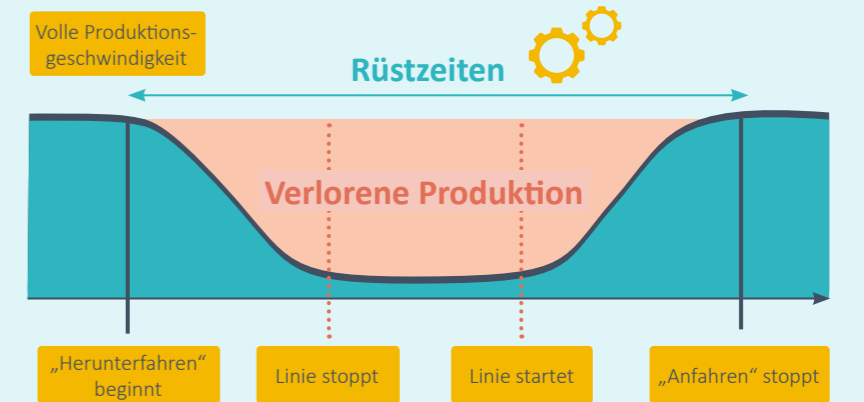 Volle Produktions-
geschwindigkeit
Rüstzeiten
Verlorene Produktion
„Herunterfahren“
beginnt
Linie stoppt
Linie startet
„Anfahren“ stoppt